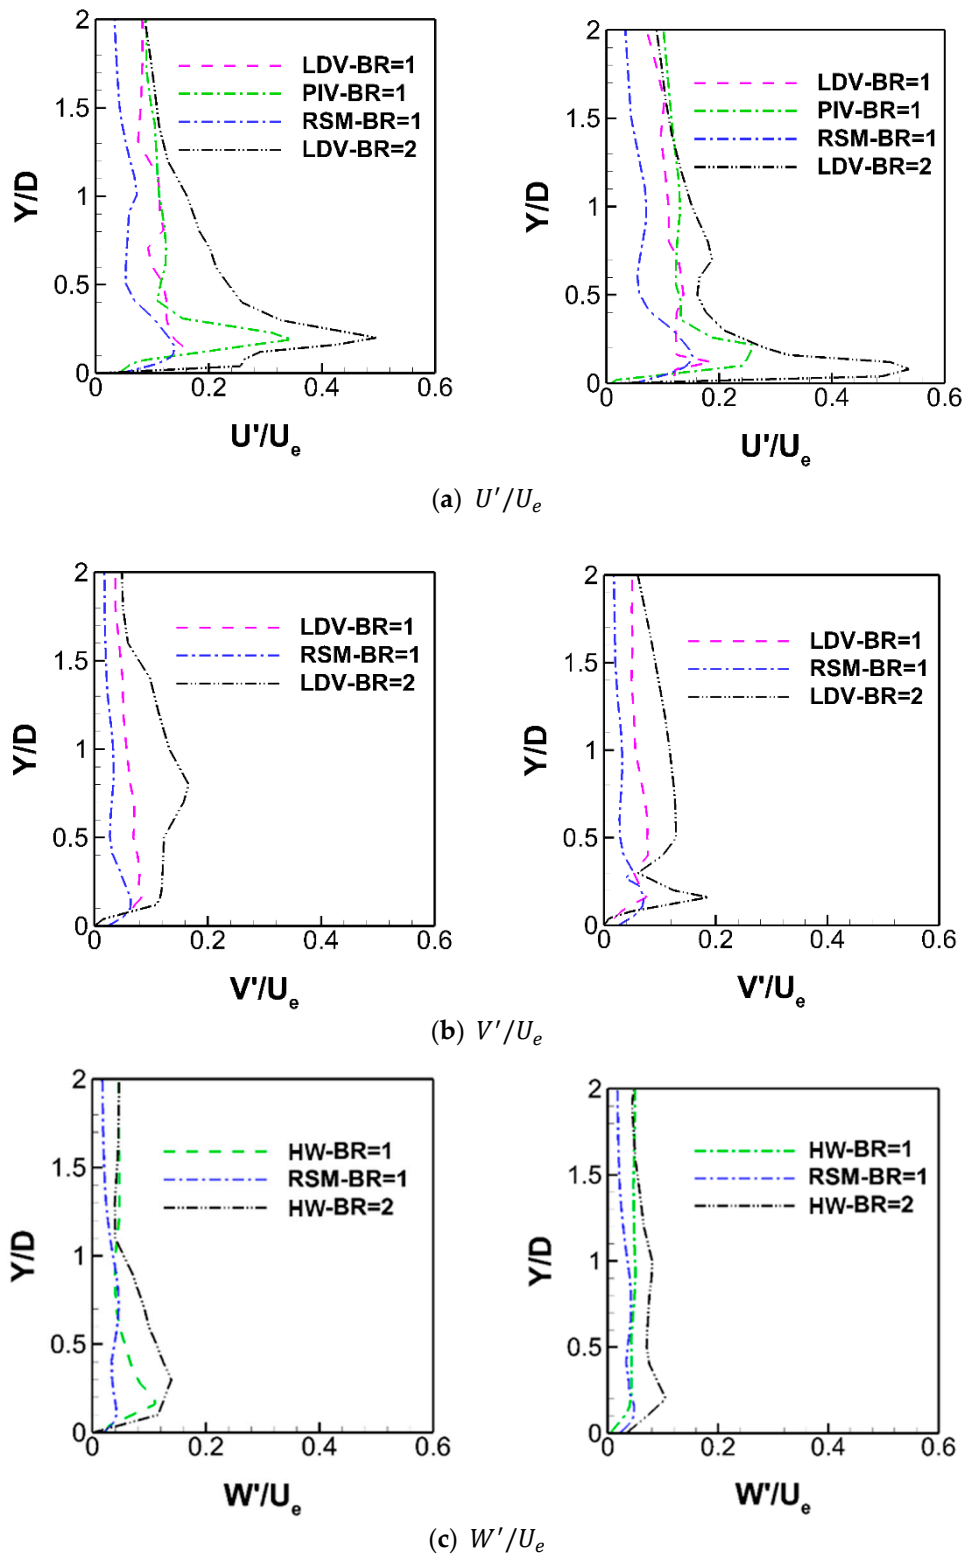 2
1.5
1
0.5
0
Y/D
LDV-BR=1
PIV-BR=1
RSM-BR=1
LDV-BR=2
0 0.2 0.4 0.6
U'/Ue
2
1.5
1
0.5
0
Y/D
LDV-BR=1
PIV-BR=1
RSM-BR=1
LDV-BR=2
0 0.2 0.4 0.6
U'/Ue
(a) U′/Ue
2
1.5
1
0.5
0
Y/D
LDV-BR=1
RSM-BR=1
LDV-BR=2
0 0.2 0.4 0.6
V'/Ue
2
1.5
1
0.5
0
Y/D
LDV-BR=1
RSM-BR=1
LDV-BR=2
0 0.2 0.4 0.6
V'/Ue
(b) V′/Ue
2
1.5
1
0.5
0
Y/D
HW-BR=1
RSM-BR=1
HW-BR=2
0 0.2 0.4 0.6
W'/Ue
2
1.5
1
0.5
0
Y/D
HW-BR=1
RSM-BR=1
HW-BR=2
0 0.2 0.4 0.6
W'/Ue
(c) W′/Ue